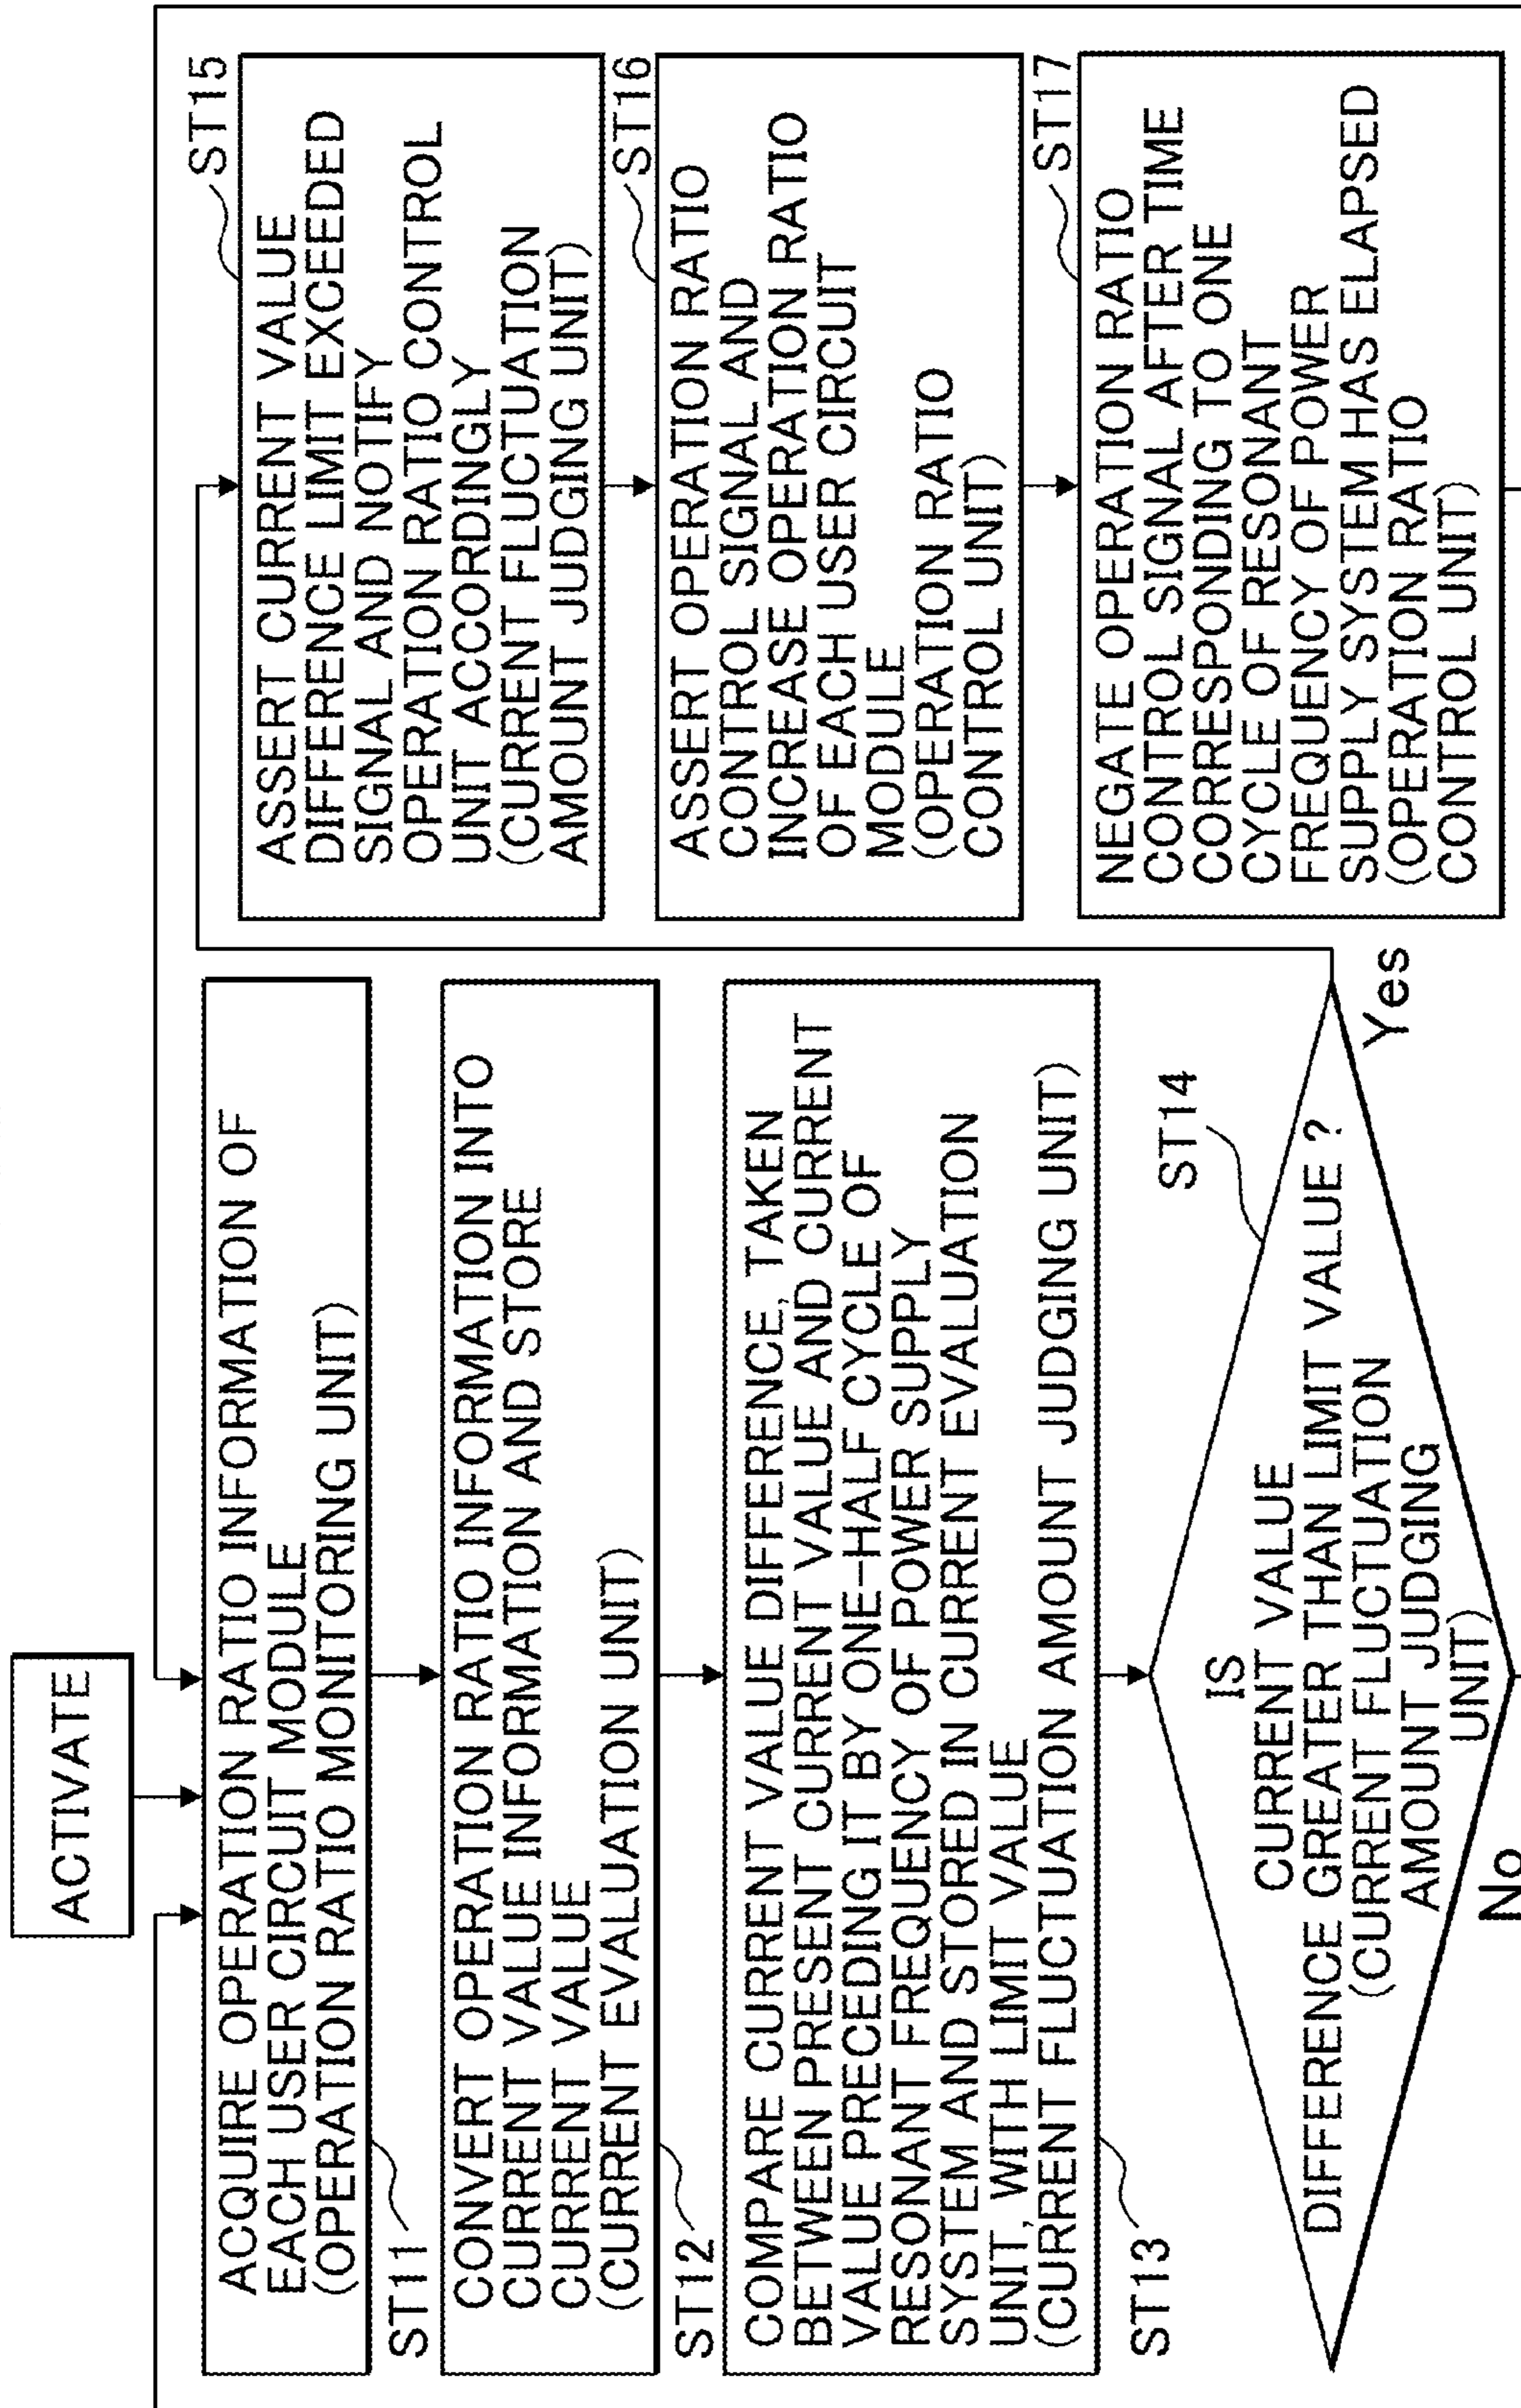 ACTIVATE
ACQUIRE OPERATION RATIO INFORMATION OF
EACH USER CIRCUIT MODULE
(OPERATION RATIO MONITORING UNIT)
ST11
CONVERT OPERATION RATIO INFORMATION INTO
CURRENT VALUE INFORMATION AND STORE
CURRENT VALUE
(CURRENT EVALUATION UNIT)
ST12
COMPARE CURRENT VALUE DIFFERENCE, TAKEN
BETWEEN PRESENT CURRENT VALUE AND CURRENT
VALUE PRECEDING IT BY ONE-HALF CYCLE OF
RESONANT FREQUENCY OF POWER SUPPLY
SYSTEM AND STORED IN CURRENT EVALUATION
UNIT, WITH LIMIT VALUE
(CURRENT FLUCTUATION AMOUNT JUDGING UNIT)
ST13
ST14
IS
CURRENT VALUE
DIFFERENCE GREATER THAN LIMIT VALUE ?
(CURRENT FLUCTUATION
AMOUNT JUDGING
UNIT)
Yes
No
ST15
ASSERT CURRENT VALUE
DIFFERENCE LIMIT EXCEEDED
SIGNAL AND NOTIFY
OPERATION RATIO CONTROL
UNIT ACCORDINGLY
(CURRENT FLUCTUATION
AMOUNT JUDGING UNIT)
ST16
ASSERT OPERATION RATIO
CONTROL SIGNAL AND
INCREASE OPERATION RATIO
OF EACH USER CIRCUIT
MODULE
(OPERATION RATIO
CONTROL UNIT)
ST17
NEGATE OPERATION RATIO
CONTROL SIGNAL AFTER TIME
CORRESPONDING TO ONE
CYCLE OF RESONANT
FREQUENCY OF POWER
SUPPLY SYSTEM HAS ELAPSED
(OPERATION RATIO
CONTROL UNIT)